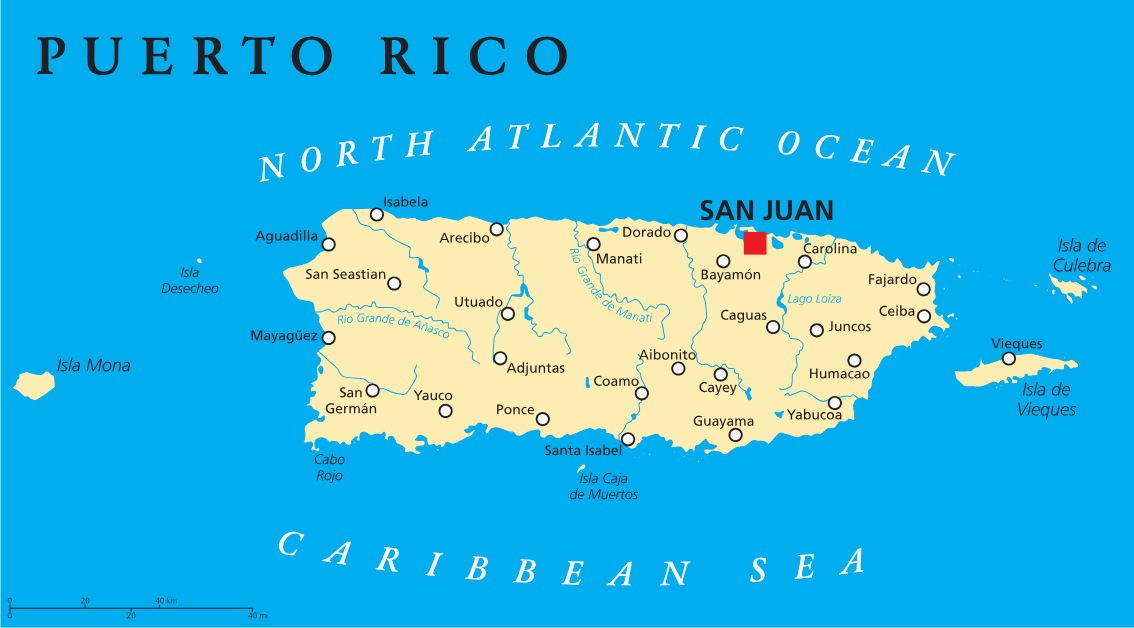 PUERTO RICO
NORTH ATLANTIC OCEAN
Isabela
SAN JUAN
Aguadilla
Arecibo
Dorado
Carolina
Manati
Isla de
Culebra
Isla
Desecheo
San Seastian
Bayamón
Fajardo
Rio Grande de Manati
Utuado
Lago Loiza
Rio Grande de Añasco
Caguas
Juncos
Ceiba
Mayagüez
Vieques
Aibonito
Isla Mona
Adjuntas
Humacao
Coamo
Cayey
San
Germán
Yauco
Isla de
Vieques
Ponce
Guayama
Yabucoa
Santa Isabel
Cabo
Rojo
Isla Caja
de Muertos
CARIBBEAN SEA
0 20 40 km
0 20 40 mi